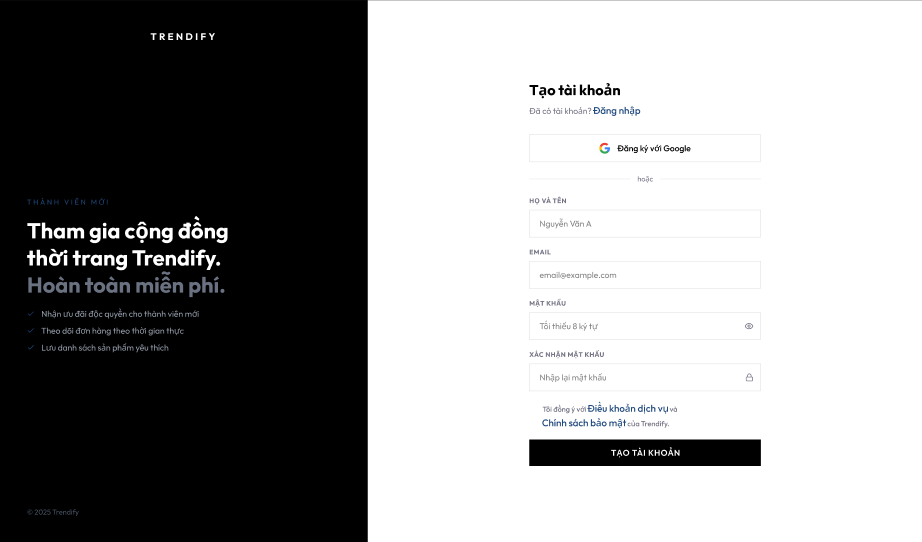 TRENDIFY
THÀNH VIÊN MỚI
Tham gia cộng đồng
thời trang Trendify.
Hoàn toàn miễn phí.
Nhận ưu đãi độc quyền cho thành viên mới
Theo dõi đơn hàng theo thời gian thực
Lưu danh sách sản phẩm yêu thích
© 2025 Trendify
Tạo tài khoản
Đã có tài khoản? Đăng nhập
Đăng ký với Google
hoặc
HỌ VÀ TÊN
Nguyễn Văn A
EMAIL
email@example.com
MẬT KHẨU
Tối thiểu 8 ký tự
XÁC NHẬN MẬT KHẨU
Nhập lại mật khẩu
Tôi đồng ý với Điều khoản dịch vụ và
Chính sách bảo mật của Trendify.
TẠO TÀI KHOẢN